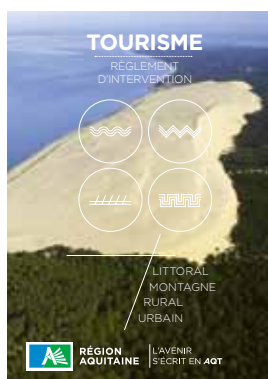 TOURISME
RÈGLEMENT
D'INTERVENTION
LITTORAL
MONTAGNE
RURAL
URBAIN
RÉGION
AQUITAINE
L'AVENIR
S'ÉCRIT EN AQT